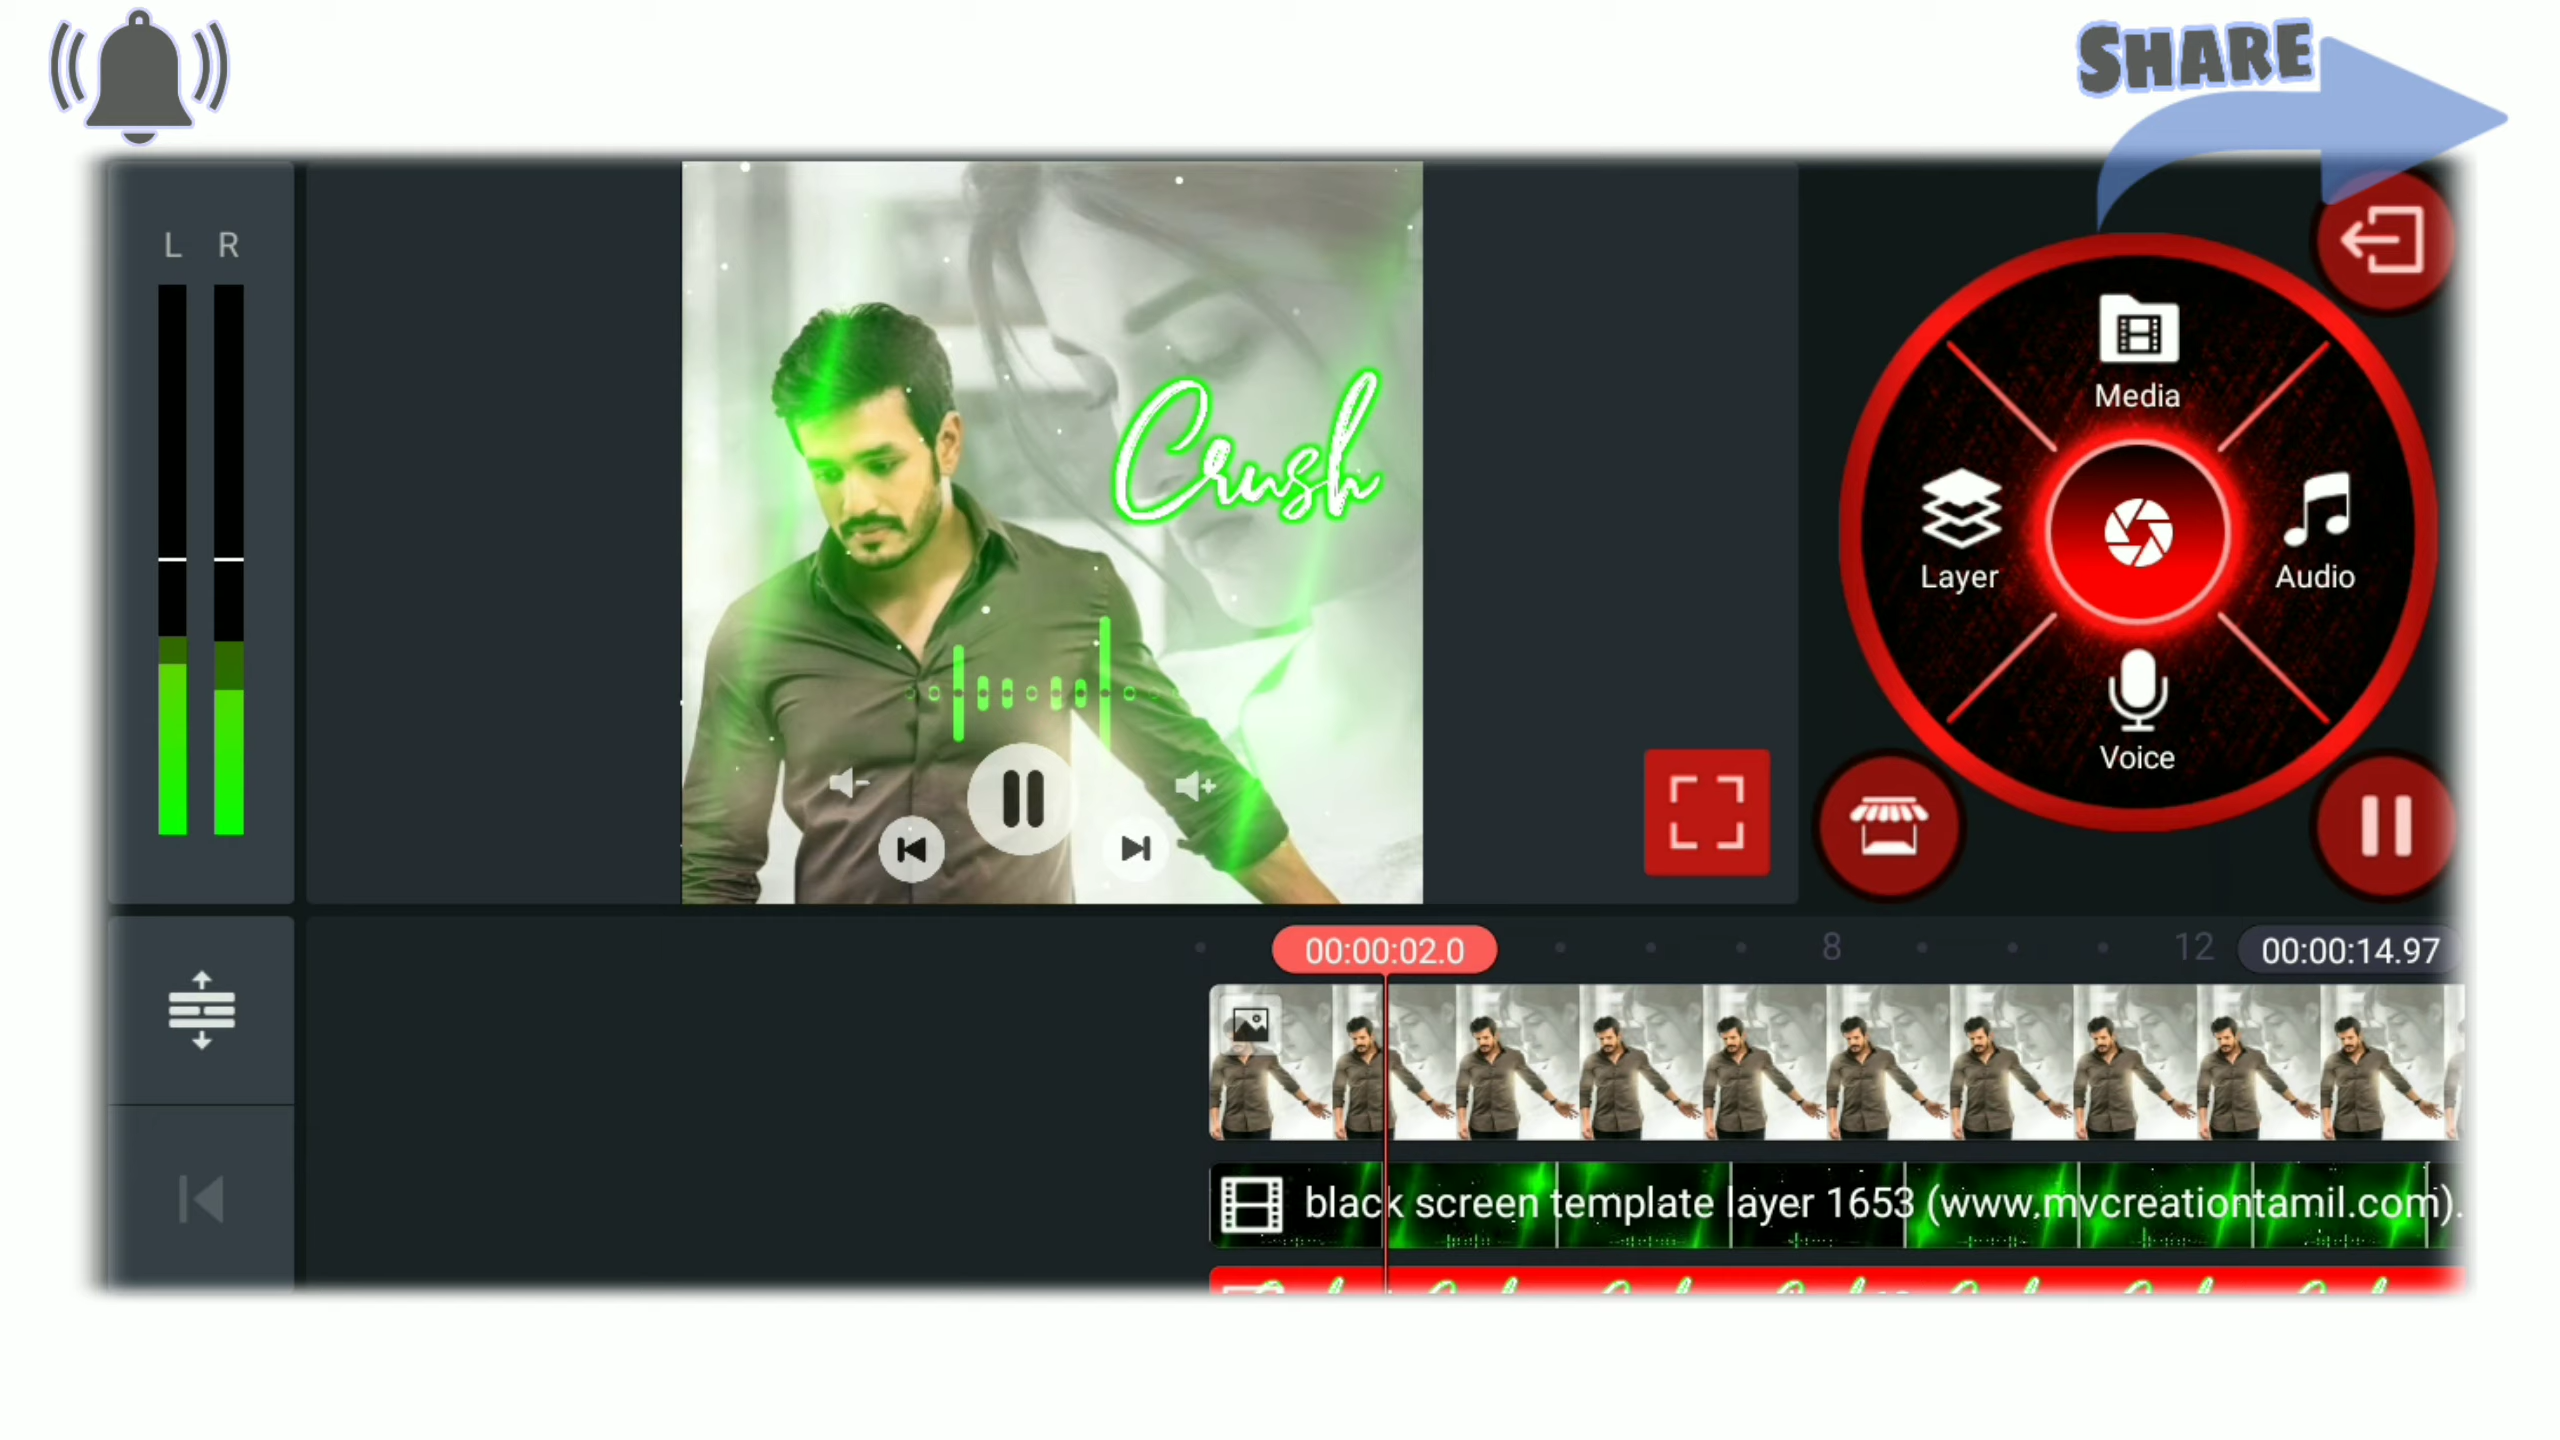 SHARE
L R
Crush
Media
Layer
Audio
Voice
00:00:02.0
8
12
00:00:14.97
black screen template layer 1653 (www.mvcreationtamil.com).